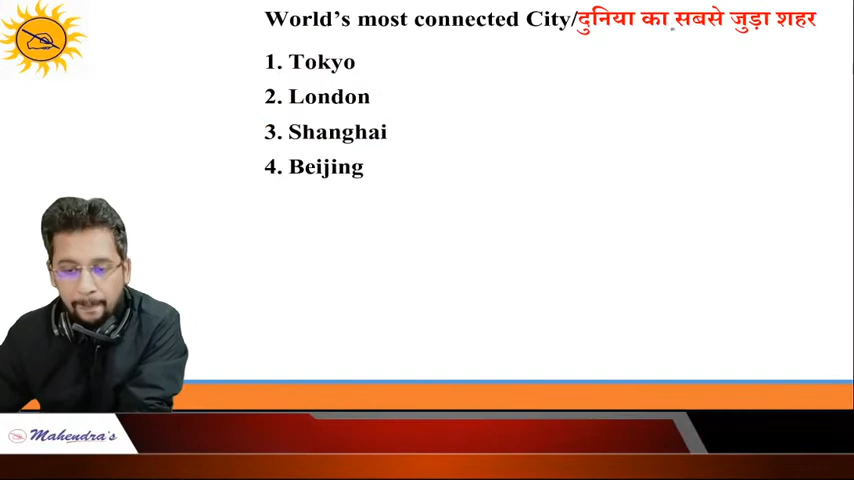 World's most connected City/दुनिया का सबसे जुड़ा शहर
1. Tokyo
2. London
3. Shanghai
4. Beijing
Mahendra's